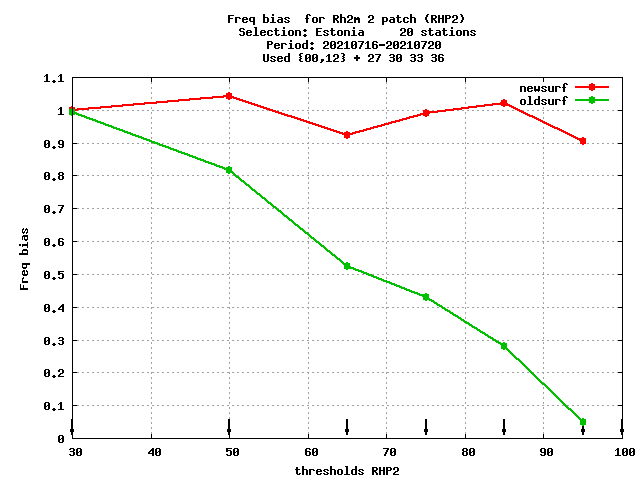 Freq bias  for Rh2m 2 patch (RHP2)
Selection: Estonia     20 stations
Period: 20210716-20210720
Used {00,12} + 27 30 33 36
newsurf
oldsurf
1.1
1
0.9
0.8
0.7
0.6
0.5
0.4
0.3
0.2
0.1
0
Freq bias
30 40 50 60 70 80 90 100
thresholds RHP2